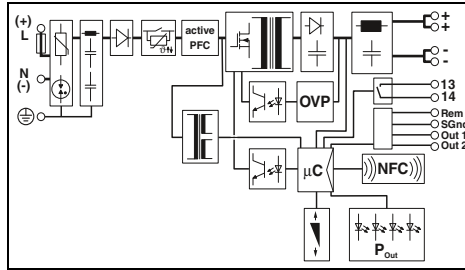 (+)
L
N
(-)
ϑ
active
PFC
OVP
μC
NFC
P Out
+
+
-
-
13
14
Rem
SGnd
Out 1
Out 2